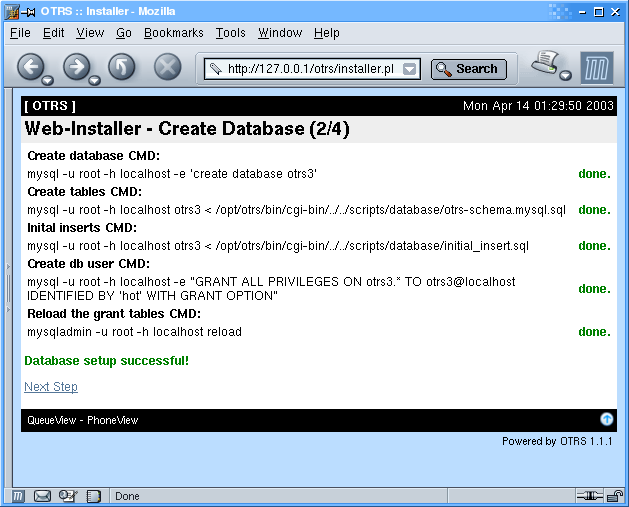 OTRS :: Installer - Mozilla
File Edit View Go Bookmarks Tools Window Help
http://127.0.0.1/otrs/installer.pl Search
[ OTRS ] Mon Apr 14 01:29:50 2003
Web-Installer - Create Database (2/4)
Create database CMD:
mysql -u root -h localhost -e 'create database otrs3' done.
Create tables CMD:
mysql -u root -h localhost otrs3 < /opt/otrs/bin/cgi-bin/../../scripts/database/otrs-schema.mysql.sql done.
Inital inserts CMD:
mysql -u root -h localhost otrs3 < /opt/otrs/bin/cgi-bin/../../scripts/database/initial_insert.sql done.
Create db user CMD:
mysql -u root -h localhost -e "GRANT ALL PRIVILEGES ON otrs3.* TO otrs3@localhost
IDENTIFIED BY 'hot' WITH GRANT OPTION" done.
Reload the grant tables CMD:
mysqladmin -u root -h localhost reload done.
Database setup successful!
Next Step
QueueView - PhoneView
Powered by OTRS 1.1.1
Done